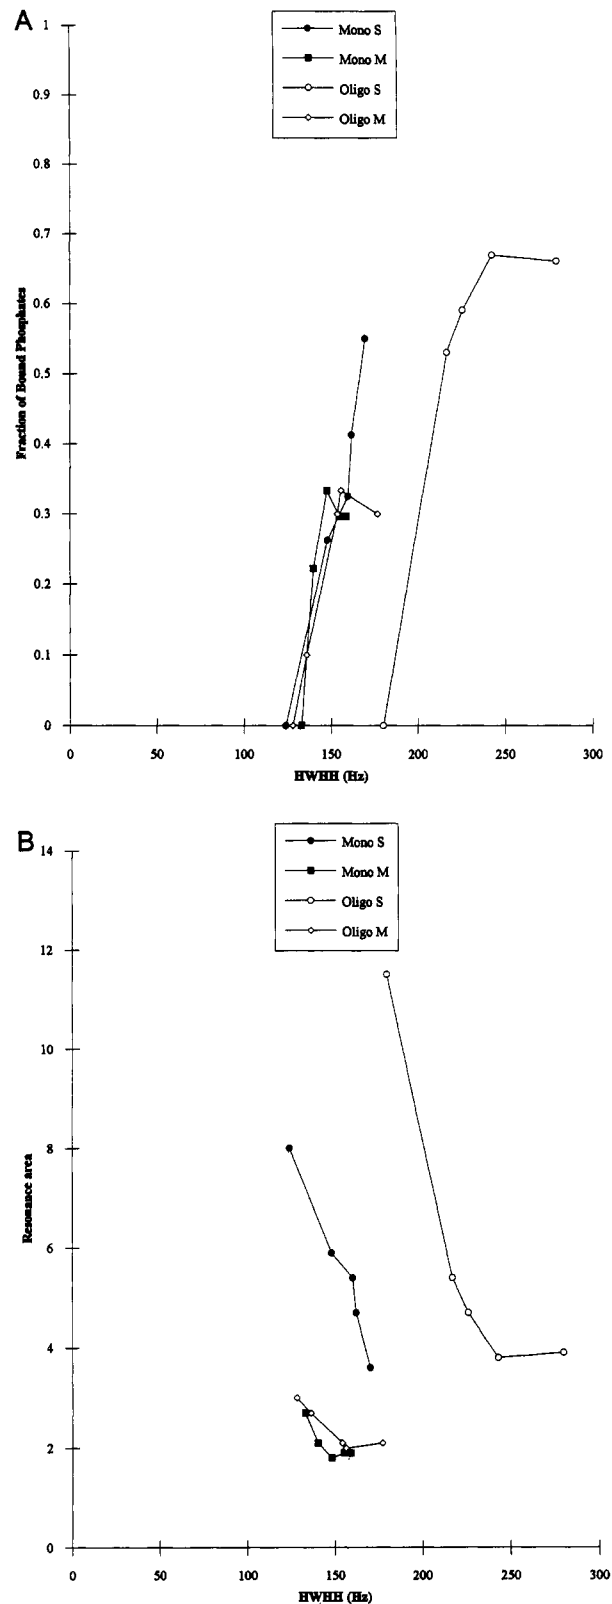 A
Mono S
Mono M
Oligo S
Oligo M
1
0.9
0.8
0.7
0.6
0.5
0.4
0.3
0.2
0.1
0
Fraction of Bound Phosphates
0 50 100 150 200 250 300
HWHH (Hz)
B
Mono S
Mono M
Oligo S
Oligo M
14
12
10
8
6
4
2
0
Resonance area
0 50 100 150 200 250 300
HWHH (Hz)